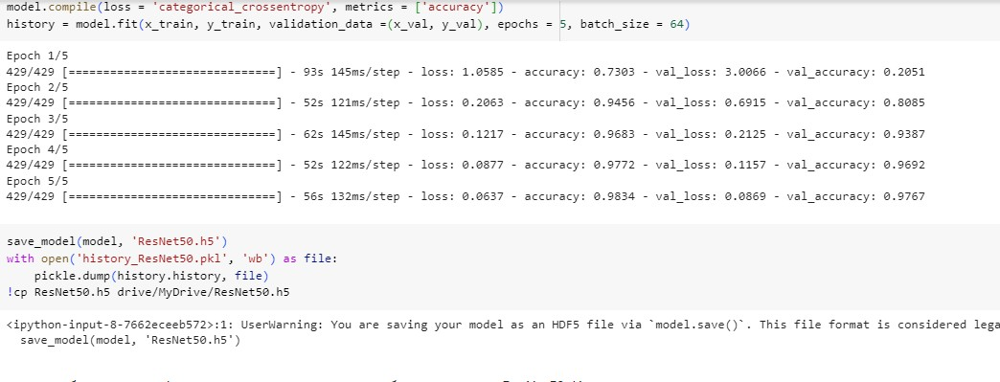 model.compile(loss = 'categorical_crossentropy', metrics = ['accuracy'])
history = model.fit(x_train, y_train, validation_data =(x_val, y_val), epochs = 5, batch_size = 64)
Epoch 1/5
429/429 [==============================] - 93s 145ms/step - loss: 1.0585 - accuracy: 0.7303 - val_loss: 3.0066 - val_accuracy: 0.2051
Epoch 2/5
429/429 [==============================] - 52s 121ms/step - loss: 0.2063 - accuracy: 0.9456 - val_loss: 0.6915 - val_accuracy: 0.8085
Epoch 3/5
429/429 [==============================] - 62s 145ms/step - loss: 0.1217 - accuracy: 0.9683 - val_loss: 0.2125 - val_accuracy: 0.9387
Epoch 4/5
429/429 [==============================] - 52s 122ms/step - loss: 0.0877 - accuracy: 0.9772 - val_loss: 0.1157 - val_accuracy: 0.9692
Epoch 5/5
429/429 [==============================] - 56s 132ms/step - loss: 0.0637 - accuracy: 0.9834 - val_loss: 0.0869 - val_accuracy: 0.9767
save_model(model, 'ResNet50.h5')
with open('history_ResNet50.pkl', 'wb') as file:
    pickle.dump(history.history, file)
!cp ResNet50.h5 drive/MyDrive/ResNet50.h5
<ipython-input-8-7662eceeb572>:1: UserWarning: You are saving your model as an HDF5 file via `model.save()`. This file format is considered lega
  save_model(model, 'ResNet50.h5')